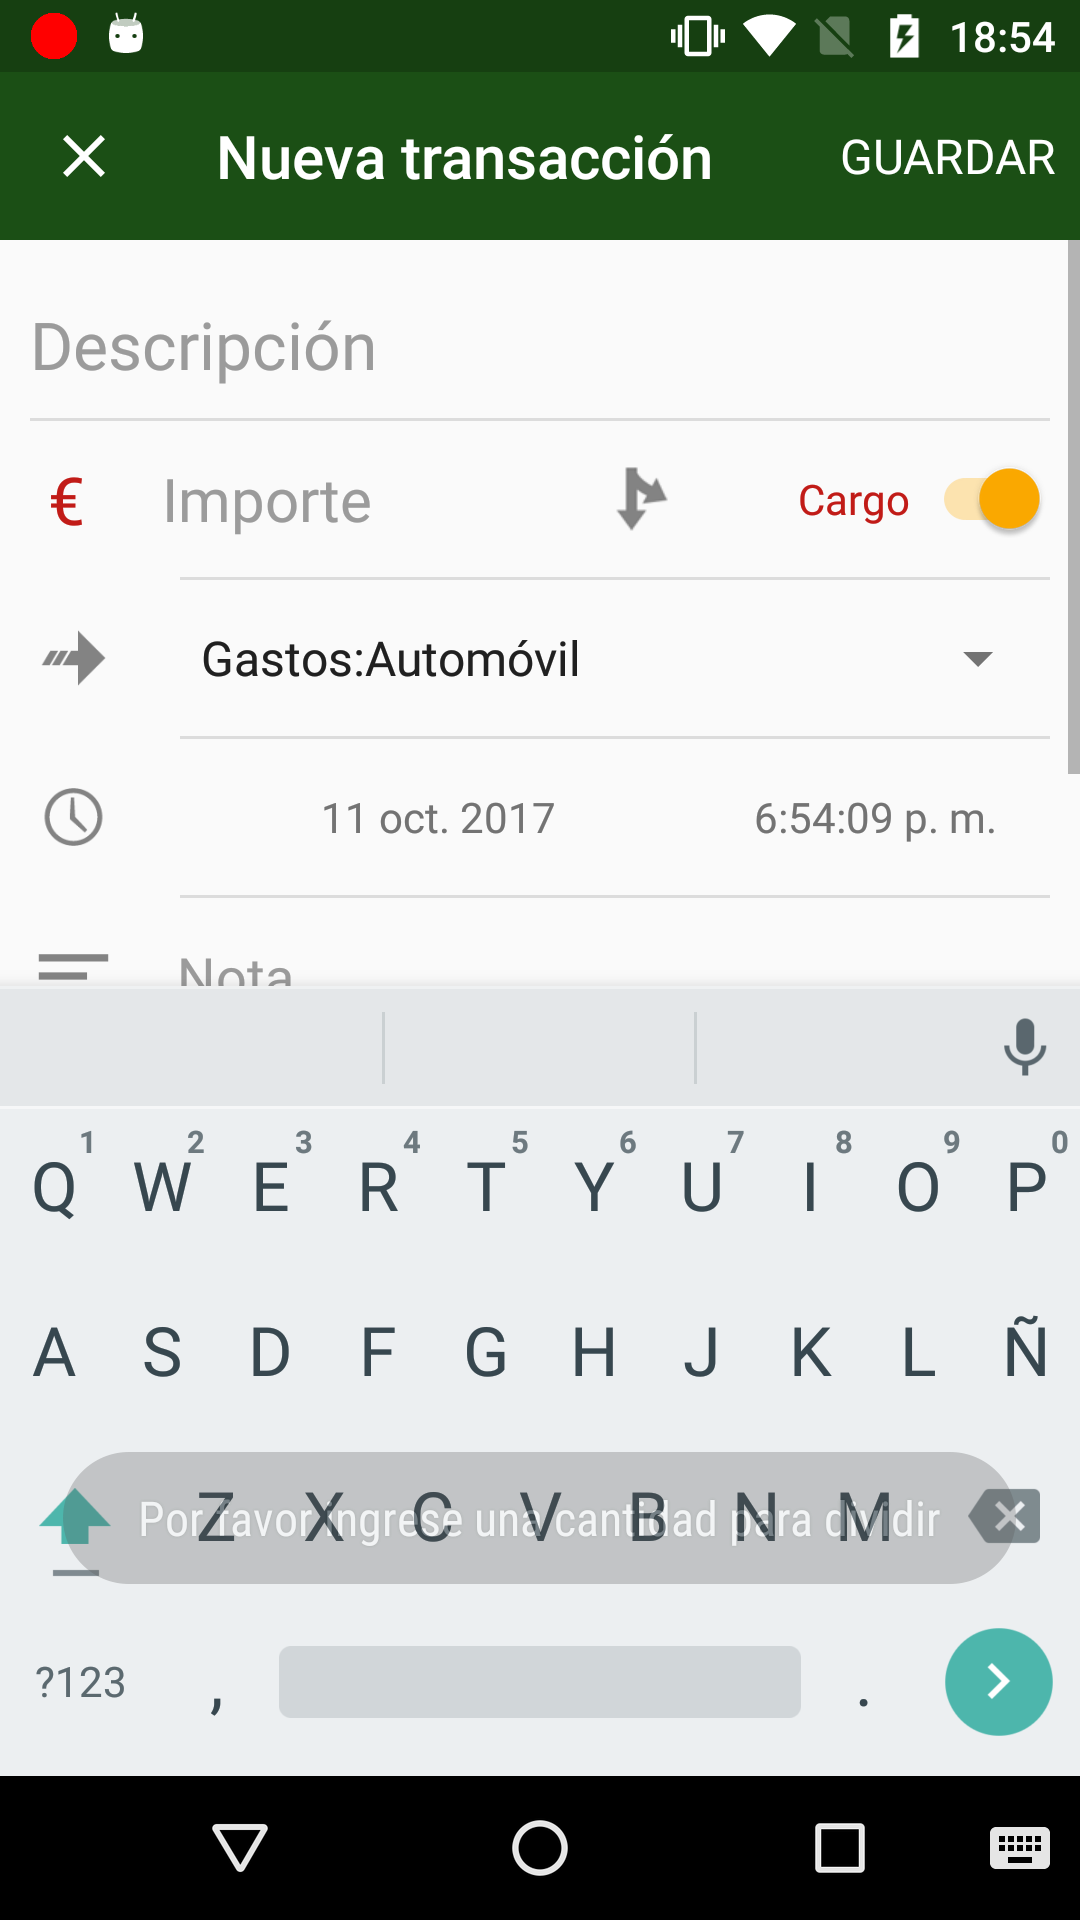 18:54
Nueva transacción GUARDAR
Descripción
€ Importe Cargo
Gastos:Automóvil
11 oct. 2017 6:54:09 p. m.
Nota
1 2 3 4 5 6 7 8 9 0
Q W E R T Y U I O P
A S D F G H J K L Ñ
Z X C V B N M
Por favor ingrese una cantidad para dividir
?123 , .